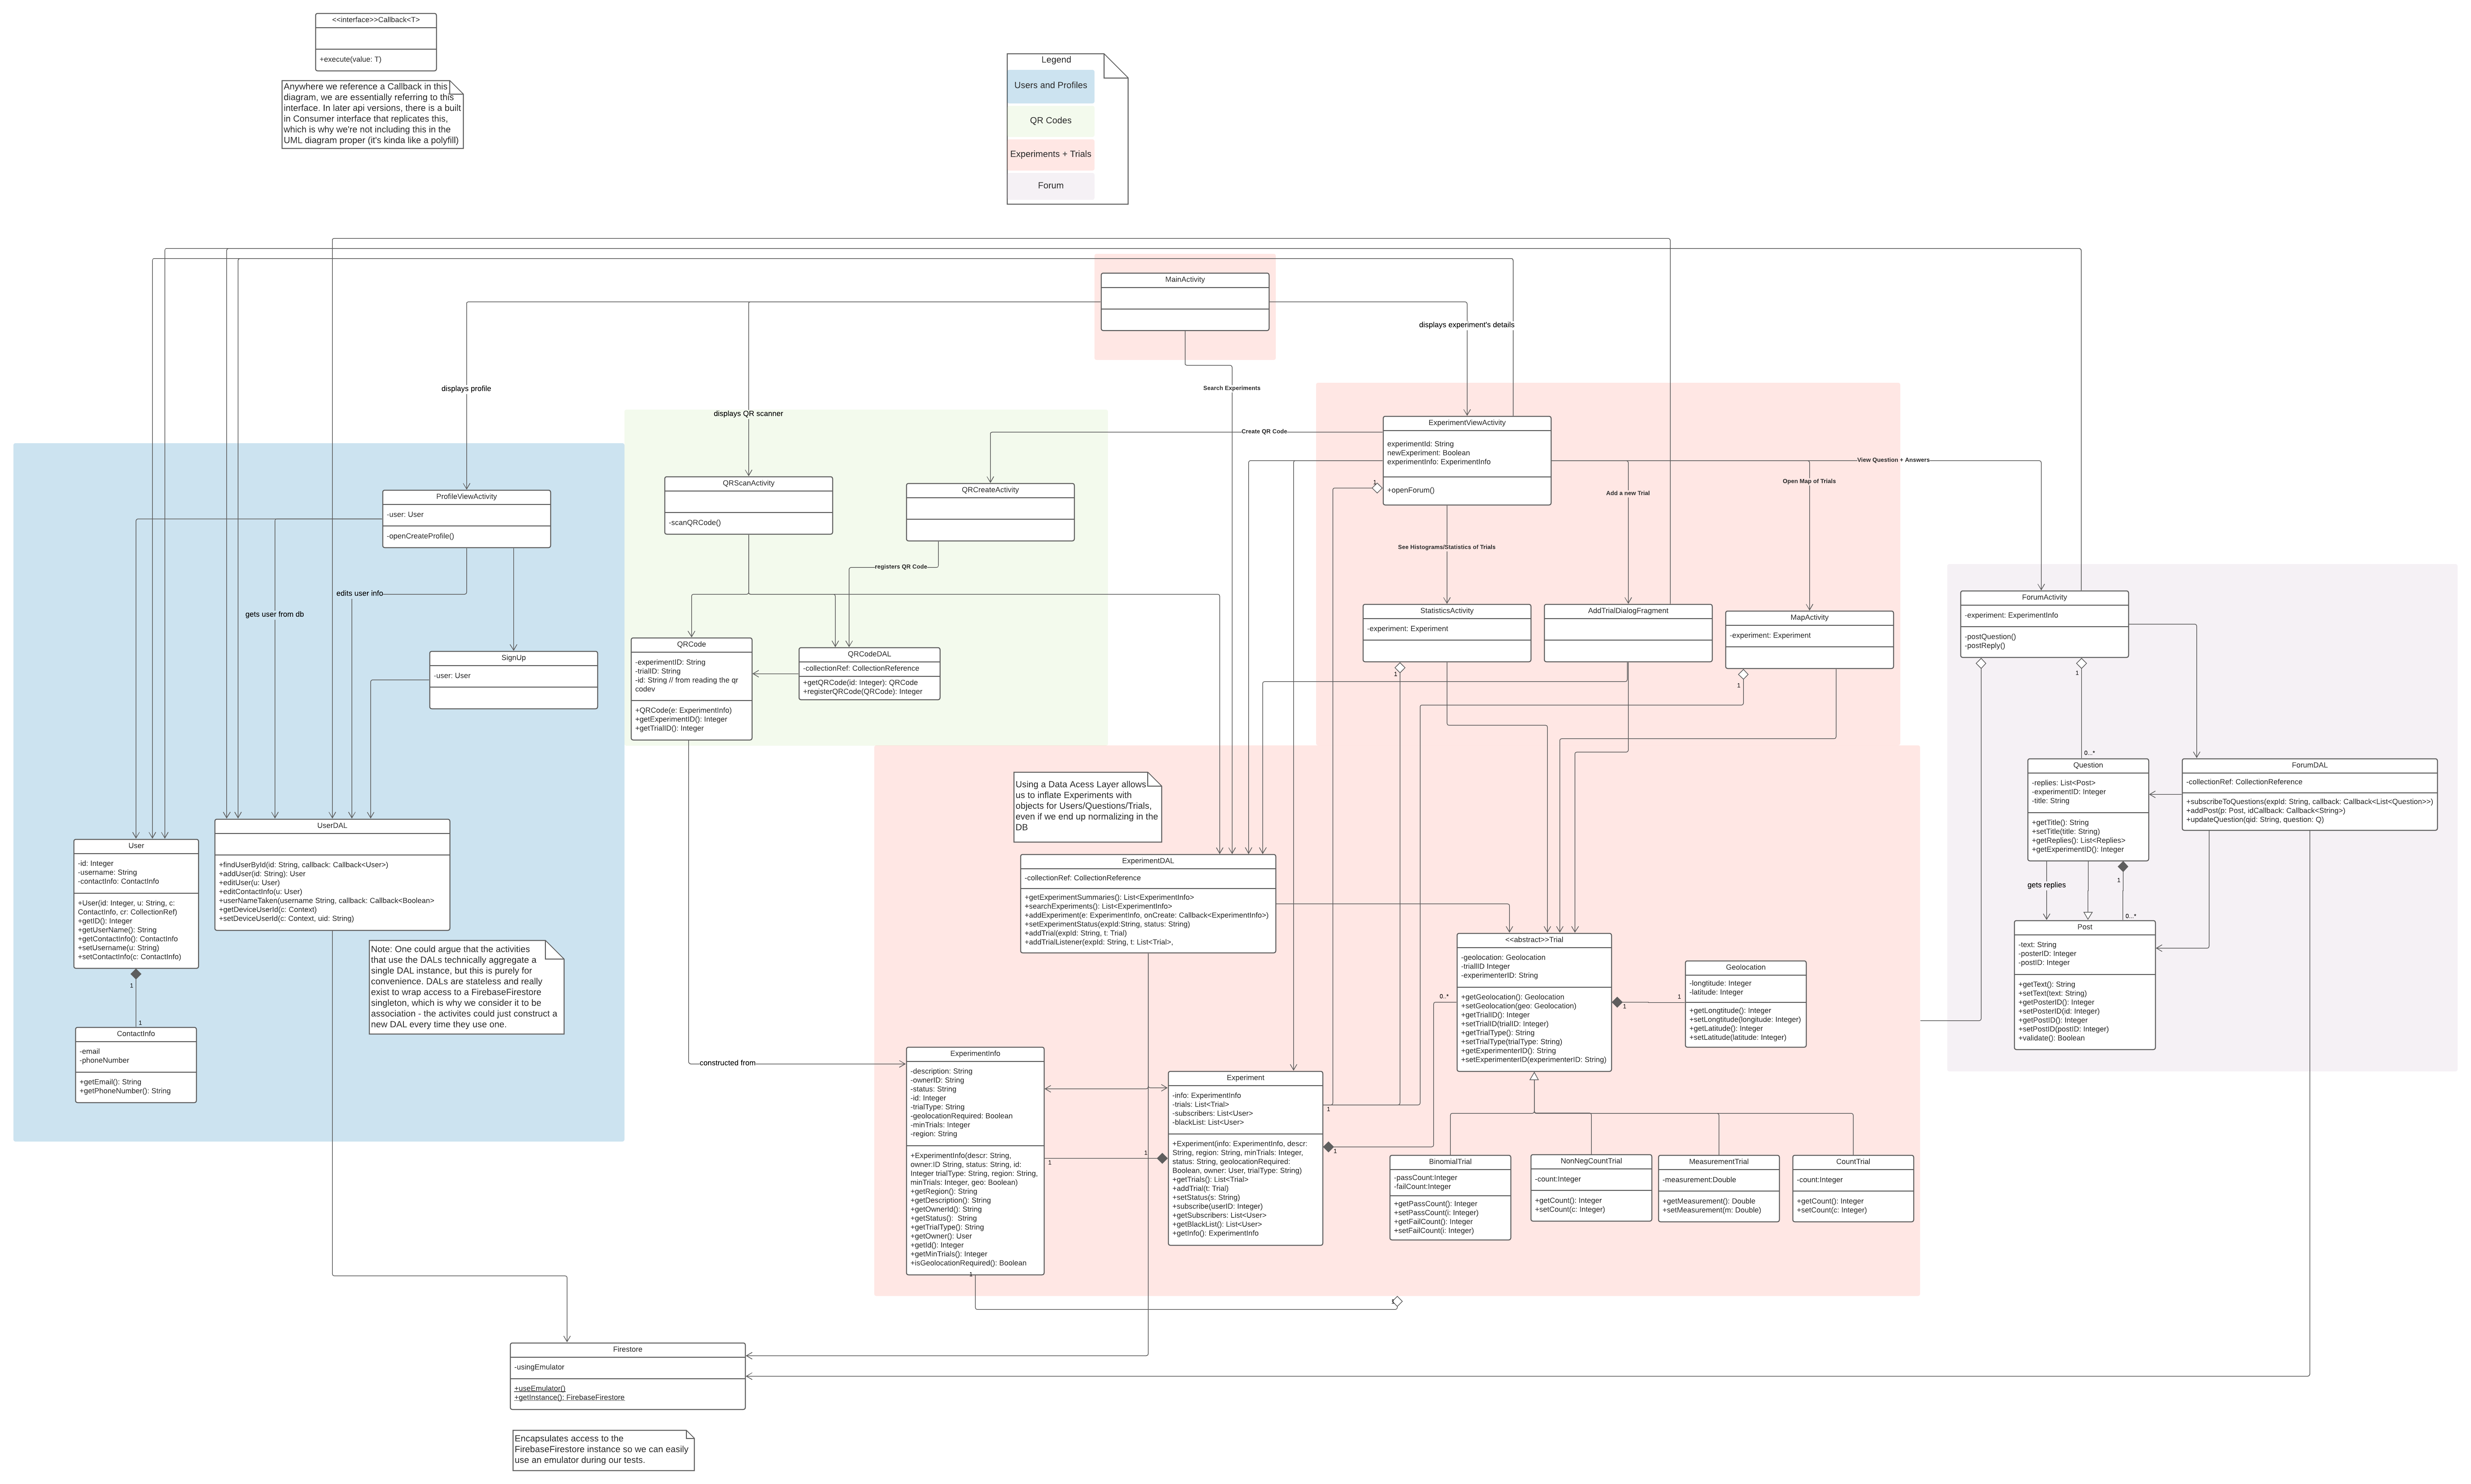 <<interface>>Callback<T>
+execute(value: T)
Anywhere we reference a Callback in this
diagram, we are essentially referring to this
interface. In later api versions, there is a built
in Consumer interface that replicates this,
which is why we're not including this in the
UML diagram proper (it's kinda like a polyfill)
Legend
Users and Profiles
QR Codes
Experiments + Trials
Forum
MainActivity
displays experiment's details
displays profile
Search Experiments
displays QR scanner
Create QR Code
ExperimentViewActivity
experimentId: String
newExperiment: Boolean
experimentInfo: ExperimentInfo
+openForum()
1
View Question + Answers
Open Map of Trials
Add a new Trial
See Histograms/Statistics of Trials
ProfileViewActivity
-user: User
-openCreateProfile()
edits user info
gets user from db
SignUp
-user: User
QRScanActivity
-scanQRCode()
QRCreateActivity
registers QR Code
QRCode
-experimentID: String
-trialID: String
-id: String // from reading the qr
codev
+QRCode(e: ExperimentInfo)
+getExperimentID(): Integer
+getTrialID(): Integer
QRCodeDAL
-collectionRef: CollectionReference
+getQRCode(id: Integer): QRCode
+registerQRCode(QRCode): Integer
StatisticsActivity
-experiment: Experiment
1
AddTrialDialogFragment
MapActivity
-experiment: Experiment
1
ForumActivity
-experiment: ExperimentInfo
-postQuestion()
-postReply()
1
0...*
Question
-replies: List<Post>
-experimentID: Integer
-title: String
+getTitle(): String
+setTitle(title: String)
+getReplies(): List<Replies>
+getExperimentID(): Integer
ForumDAL
-collectionRef: CollectionReference
+subscribeToQuestions(expId: String, callback: Callback<List<Question>>)
+addPost(p: Post, idCallback: Callback<String>)
+updateQuestion(qid: String, question: Q)
gets replies
1
0...*
Post
-text: String
-posterID: Integer
-postID: Integer
+getText(): String
+setText(text: String)
+getPosterID(): Integer
+setPosterID(id: Integer)
+getPostID(): Integer
+setPostID(postID: Integer)
+validate(): Boolean
User
-id: Integer
-username: String
-contactInfo: ContactInfo
+User(id: Integer, u: String, c:
ContactInfo, cr: CollectionRef)
+getID(): Integer
+getUserName(): String
+getContactInfo(): ContactInfo
+setUsername(u: String)
+setContactInfo(c: ContactInfo)
1
1
ContactInfo
-email
-phoneNumber
+getEmail(): String
+getPhoneNumber(): String
UserDAL
+findUserById(id: String, callback: Callback<User>)
+addUser(id: String): User
+editUser(u: User)
+editContactInfo(u: User)
+userNameTaken(username String, callback: Callback<Boolean>
+getDeviceUserId(c: Context)
+setDeviceUserId(c: Context, uid: String)
Note: One could argue that the activities
that use the DALs technically aggregate a
single DAL instance, but this is purely for
convenience. DALs are stateless and really
exist to wrap access to a FirebaseFirestore
singleton, which is why we consider it to be
association - the activites could just construct a
new DAL every time they use one.
Using a Data Acess Layer allows
us to inflate Experiments with
objects for Users/Questions/Trials,
even if we end up normalizing in the
DB
ExperimentDAL
-collectionRef: CollectionReference
+getExperimentSummaries(): List<ExperimentInfo>
+searchExperiments(): List<ExperimentInfo>
+addExperiment(e: ExperimentInfo, onCreate: Callback<ExperimentInfo>)
+setExperimentStatus(expId:String, status: String)
+addTrial(expId: String, t: Trial)
+addTrialListener(expId: String, t: List<Trial>,
<<abstract>>Trial
-geolocation: Geolocation
-trialIID Integer
-experimenterID: String
+getGeolocation(): Geolocation
+setGeolocation(geo: Geolocation)
+getTrialID(): Integer
+setTrialID(trialID: Integer)
+getTrialType(): String
+setTrialType(trialType: String)
+getExperimenterID(): String
+setExperimenterID(experimenterID: String)
0..*
1
1
Geolocation
-longtitude: Integer
-latitude: Integer
+getLongtitude(): Integer
+setLongtitude(longitude: Integer)
+getLatitude(): Integer
+setLatitude(latitude: Integer)
constructed from
ExperimentInfo
-description: String
-ownerID: String
-status: String
-id: Integer
-trialType: String
-geolocationRequired: Boolean
-minTrials: Integer
-region: String
+ExperimentInfo(descr: String,
owner:ID String, status: String, id:
Integer trialType: String, region: String,
minTrials: Integer, geo: Boolean)
+getRegion(): String
+getDescription(): String
+getOwnerId(): String
+getStatus():  String
+getTrialType(): String
+getOwner(): User
+getId(): Integer
+getMinTrials(): Integer
+isGeolocationRequired(): Boolean
1
1
1
Experiment
-info: ExperimentInfo
-trials: List<Trial>
-subscribers: List<User>
-blackList: List<User>
+Experiment(info: ExperimentInfo, descr:
String, region: String, minTrials: Integer,
status: String, geolocationRequired:
Boolean, owner: User, trialType: String)
+getTrials(): List<Trial>
+addTrial(t: Trial)
+setStatus(s: String)
+subscribe(userID: Integer)
+getSubscribers: List<User>
+getBlackList(): List<User>
+getInfo(): ExperimentInfo
1
1
BinomialTrial
-passCount:Integer
-failCount:Integer
+getPassCount(): Integer
+setPassCount(i: Integer)
+getFailCount(): Integer
+setFailCount(i: Integer)
NonNegCountTrial
-count:Integer
+getCount(): Integer
+setCount(c: Integer)
MeasurementTrial
-measurement:Double
+getMeasurement(): Double
+setMeasurement(m: Double)
CountTrial
-count:Integer
+getCount(): Integer
+setCount(c: Integer)
1
Firestore
-usingEmulator
+useEmulator()
+getInstance(): FirebaseFirestore
Encapsulates access to the
FirebaseFirestore instance so we can easily
use an emulator during our tests.